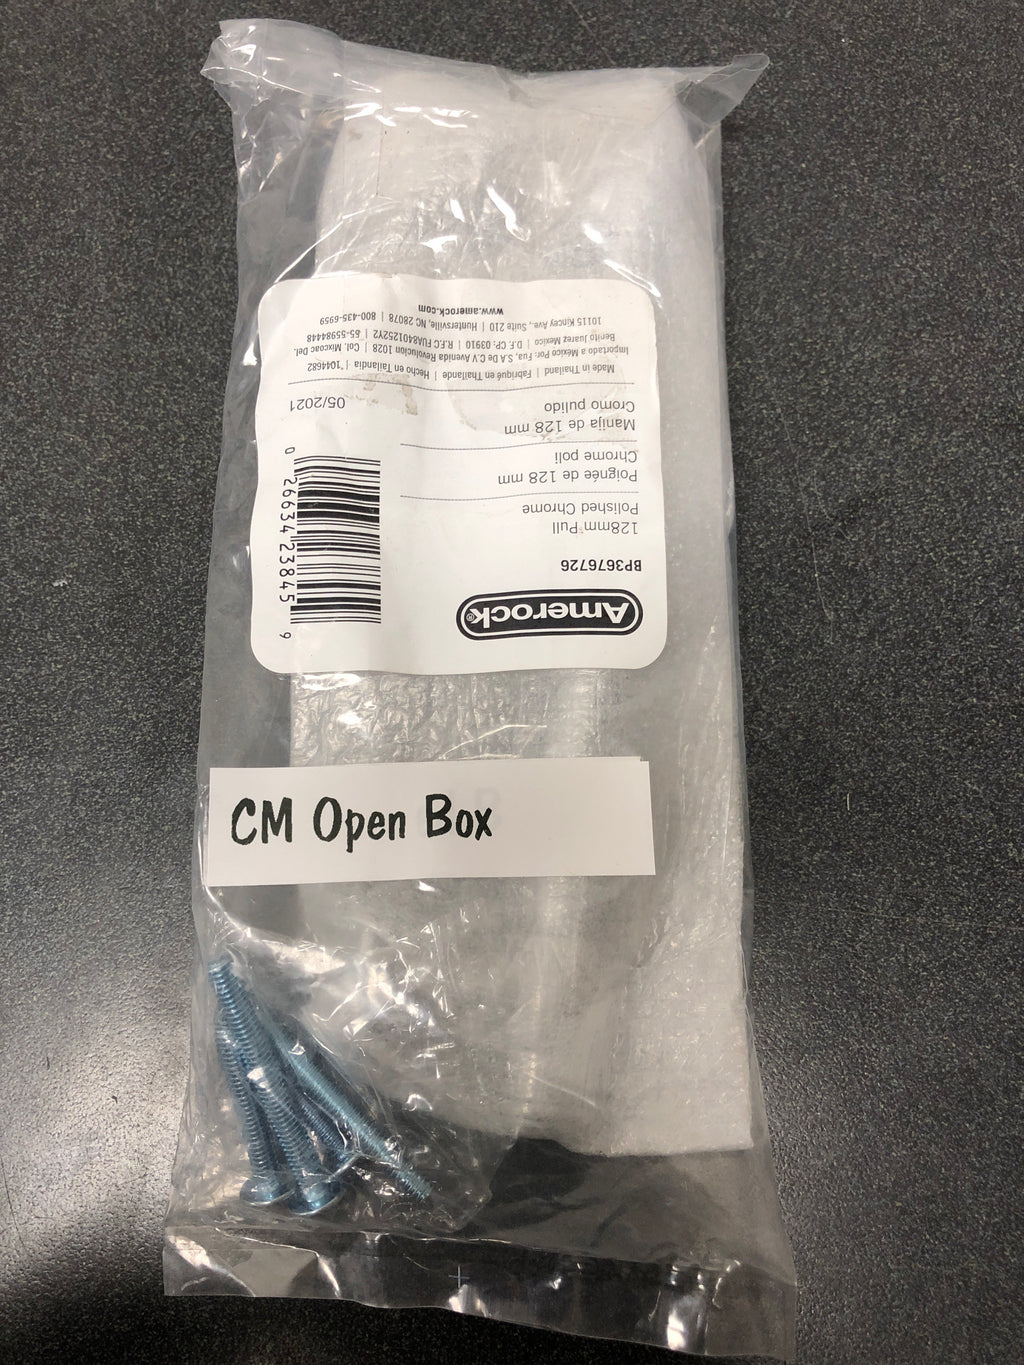 Amerock®
BP3676726
128mm Pull
Polished Chrome
Poignée de 128 mm
Chrome poli
Manija de 128 mm
Cromo pulido
05/2021
0 26634 23845 9
Made in Thailand | Fabriqué en Thaïlande | Hecho en Tailandia | *1044682
Importado a México Por: Fua, S.A De C.V Avenida Revolucion 1028 | Col. Mixcoac Del.
Benito Juarez Mexico | D.F CP: 03910 | R.F.C FUA8401252Y2 | 55-55984448
10115 Kincey Ave., Suite 210 | Huntersville, NC 28078 | 800-435-6959
www.amerock.com
CM Open Box